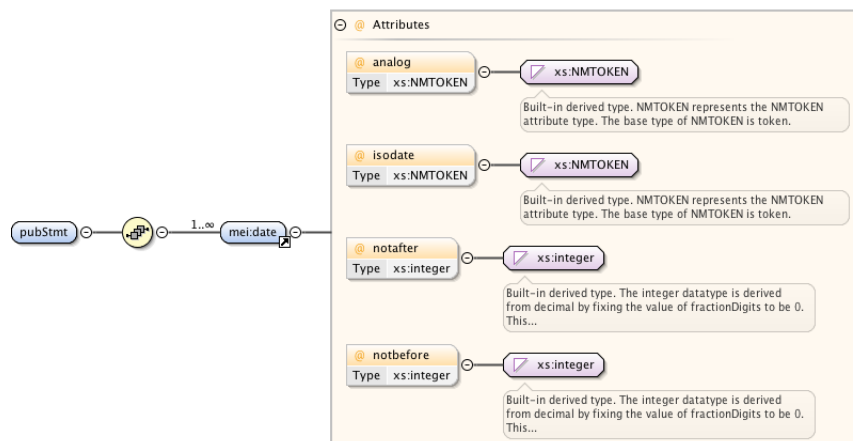 @ Attributes
@ analog
Type xs:NMTOKEN
xs:NMTOKEN
Built-in derived type. NMTOKEN represents the NMTOKEN
attribute type. The base type of NMTOKEN is token.
@ isodate
Type xs:NMTOKEN
xs:NMTOKEN
Built-in derived type. NMTOKEN represents the NMTOKEN
attribute type. The base type of NMTOKEN is token.
pubStmt
1..∞
mei:date
@ notafter
Type xs:integer
xs:integer
Built-in derived type. The integer datatype is derived
from decimal by fixing the value of fractionDigits to be 0.
This...
@ notbefore
Type xs:integer
xs:integer
Built-in derived type. The integer datatype is derived
from decimal by fixing the value of fractionDigits to be 0.
This...